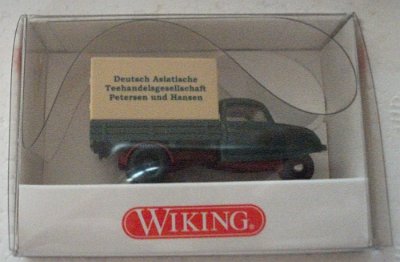 Deutsch Asiatische
Teehandelsgesellschaft
Petersen und Hansen
WIKING